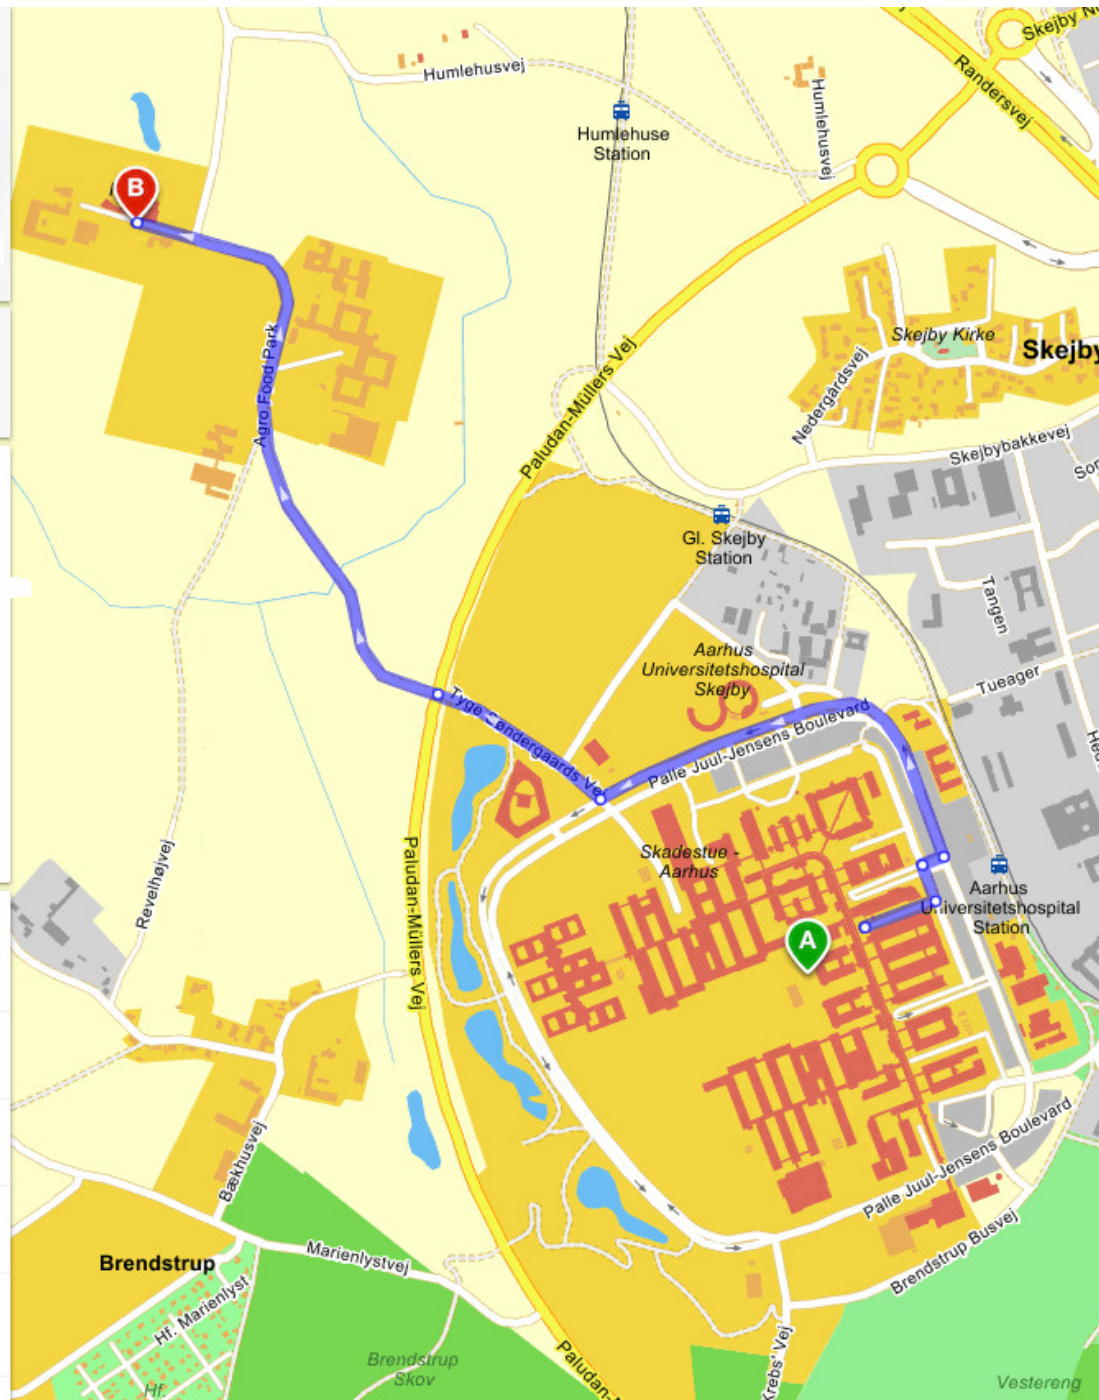 Skejby N
Humlehusvej
Randersvej
Humlehuse
Station
Humlehusvej
B
Skejby Kirke
Skejby
Nedergårdsvej
Agro Food Park
Paludan-Müllers Vej
Skejbybakkevej
Gl. Skejby
Station
Tangen
Aarhus
Universitetshospital
Skejby
Tueager
Tyge Søndergaards Vej
Palle Juul-Jensens Boulevard
Revelhøjvej
Paludan-Müllers Vej
Skadestue -
Aarhus
Aarhus
Universitetshospital
Station
A
Bækhusvej
Palle Juul-Jensens Boulevard
Brendstrup
Marienlystvej
Brendstrup Busvej
Hf. Marienlyst
Hf.
Brendstrup
Skov
Paludan-
Krebs' Vej
Vestereng